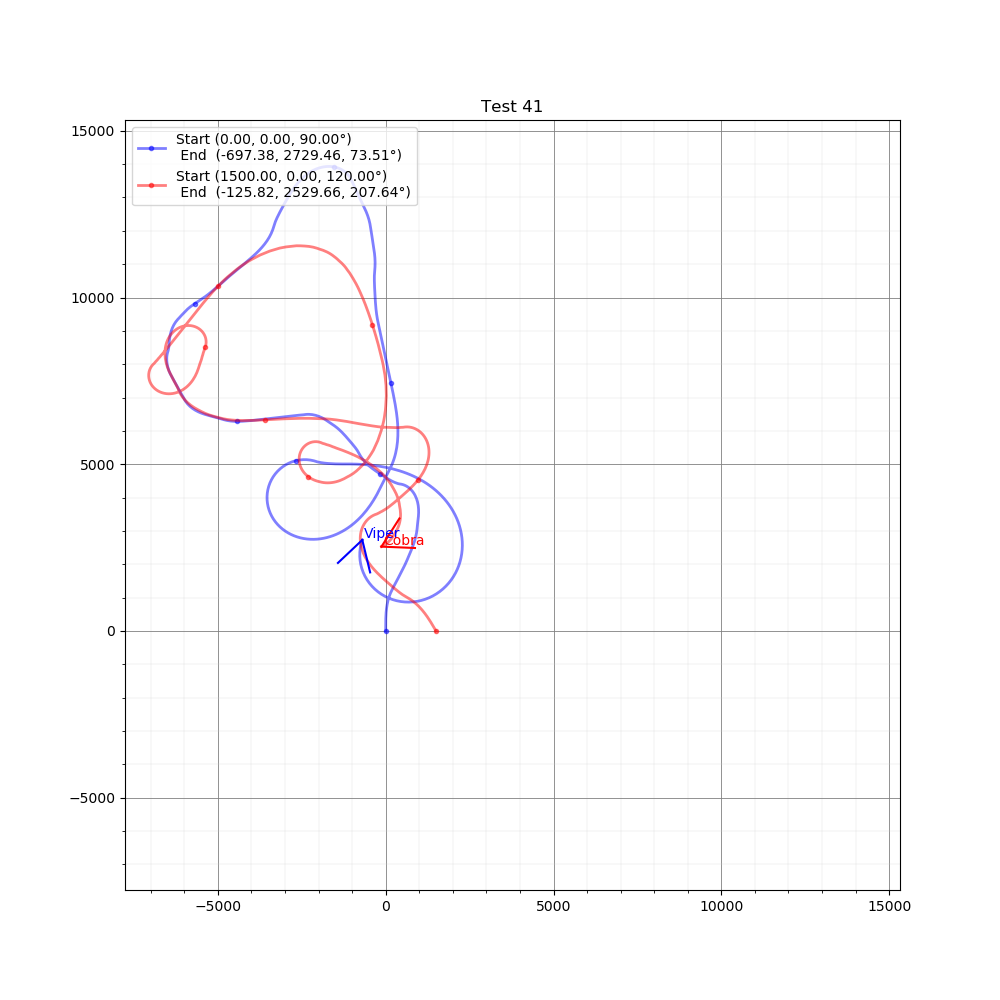 Test 41
Start (0.00, 0.00, 90.00°)
End  (-697.38, 2729.46, 73.51°)
Start (1500.00, 0.00, 120.00°)
End  (-125.82, 2529.66, 207.64°)
15000
10000
5000
0
−5000
Viper
Cobra
−5000
0
5000
10000
15000